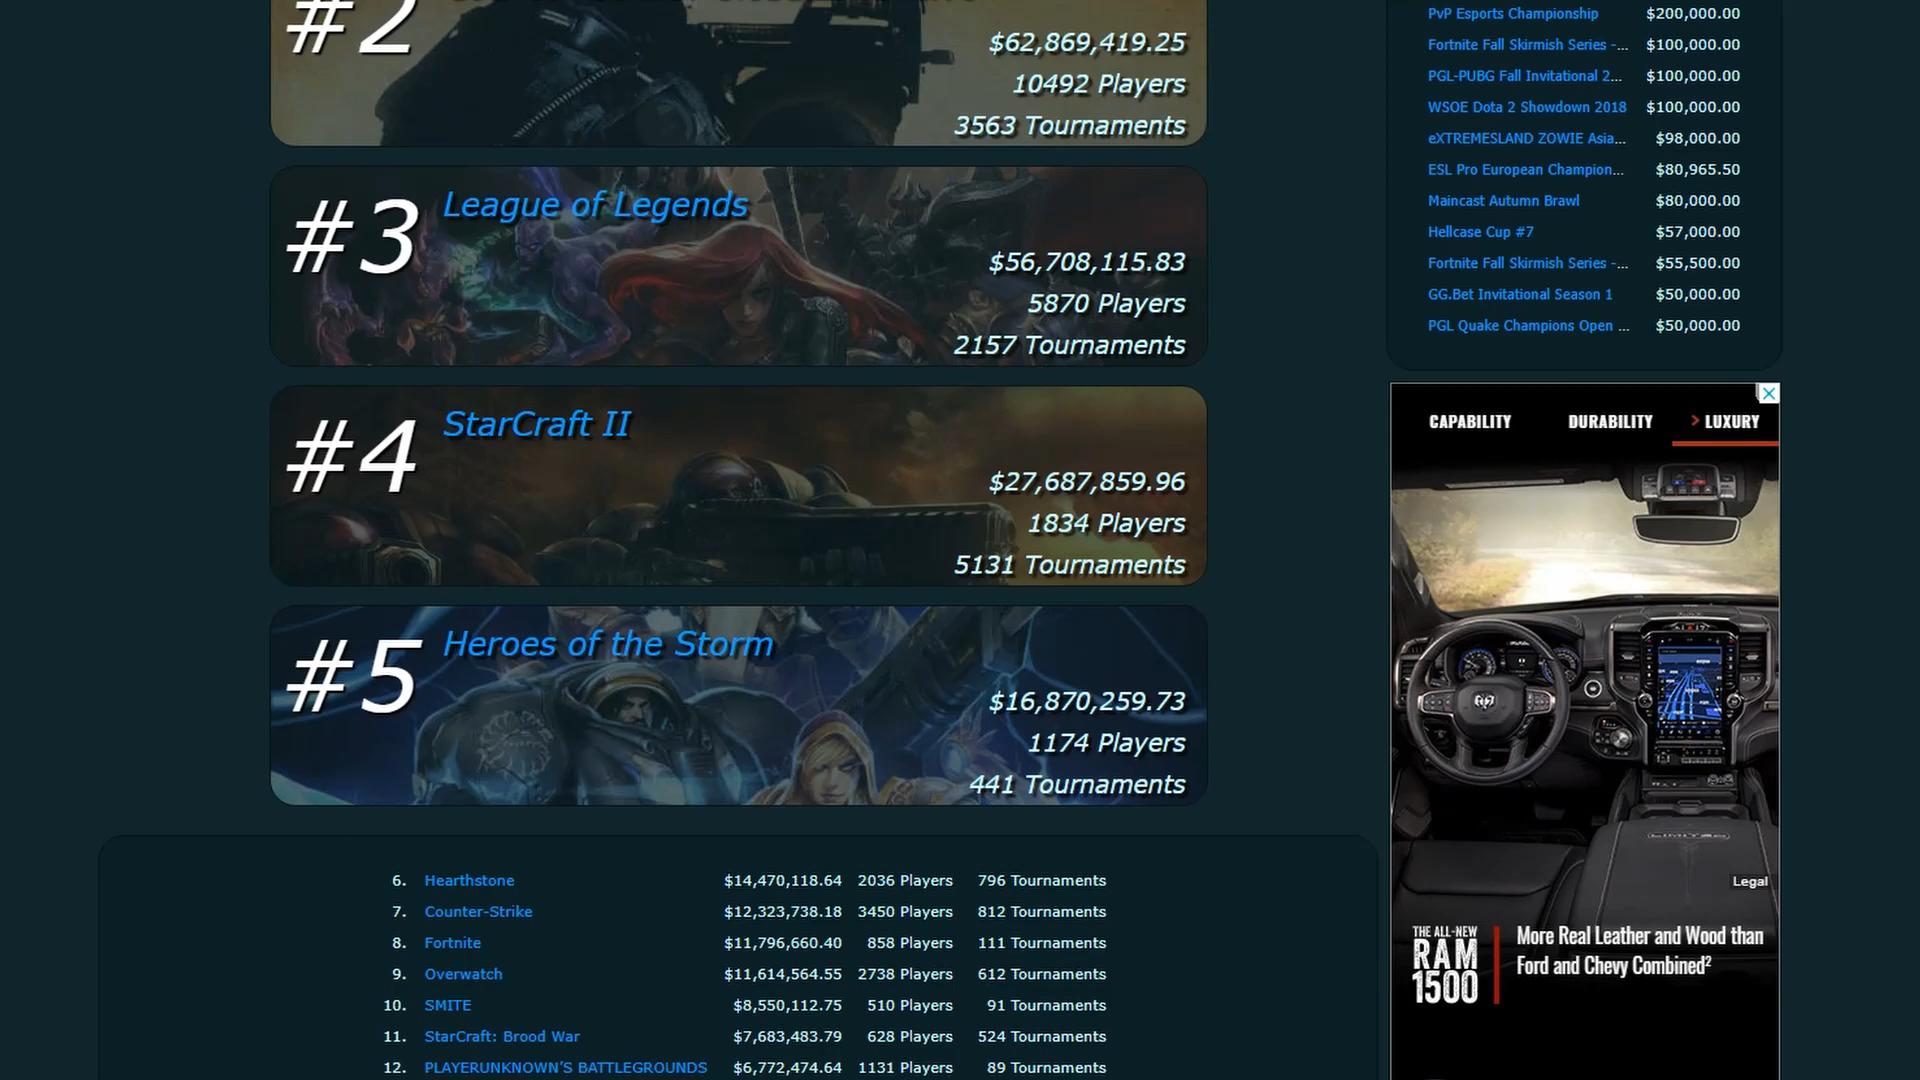 #2
$62,869,419.25
10492 Players
3563 Tournaments
#3
League of Legends
$56,708,115.83
5870 Players
2157 Tournaments
#4
StarCraft II
$27,687,859.96
1834 Players
5131 Tournaments
#5
Heroes of the Storm
$16,870,259.73
1174 Players
441 Tournaments
6. Hearthstone $14,470,118.64 2036 Players 796 Tournaments
7. Counter-Strike $12,323,738.18 3450 Players 812 Tournaments
8. Fortnite $11,796,660.40 858 Players 111 Tournaments
9. Overwatch $11,614,564.55 2738 Players 612 Tournaments
10. SMITE $8,550,112.75 510 Players 91 Tournaments
11. StarCraft: Brood War $7,683,483.79 628 Players 524 Tournaments
12. PLAYERUNKNOWN'S BATTLEGROUNDS $6,772,474.64 1131 Players 89 Tournaments
PvP Esports Championship $200,000.00
Fortnite Fall Skirmish Series -... $100,000.00
PGL-PUBG Fall Invitational 2... $100,000.00
WSOE Dota 2 Showdown 2018 $100,000.00
eXTREMESLAND ZOWIE Asia... $98,000.00
ESL Pro European Champion... $80,965.50
Maincast Autumn Brawl $80,000.00
Hellcase Cup #7 $57,000.00
Fortnite Fall Skirmish Series -... $55,500.00
GG.Bet Invitational Season 1 $50,000.00
PGL Quake Champions Open ... $50,000.00
CAPABILITY DURABILITY > LUXURY
Legal
THE ALL-NEW
RAM
1500
More Real Leather and Wood than
Ford and Chevy Combined²